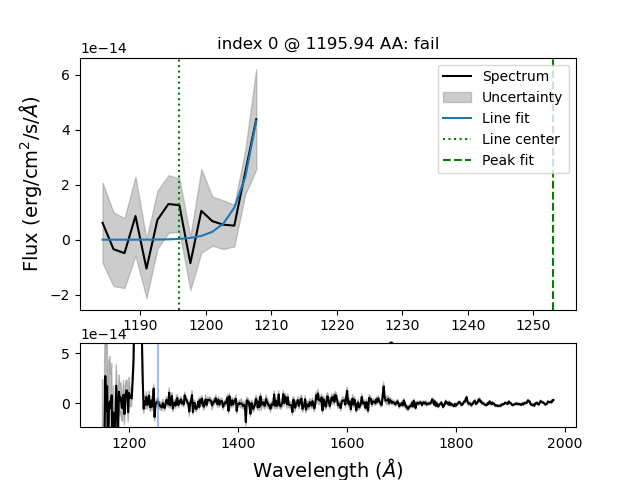 index 0 @ 1195.94 AA: fail
1e−14
6
4
2
0
−2
Flux (erg/cm²/s/Å)
Spectrum
Uncertainty
Line fit
Line center
Peak fit
1190 1200 1210 1220 1230 1240 1250
1e−14
5
0
1200 1400 1600 1800 2000
Wavelength (Å)